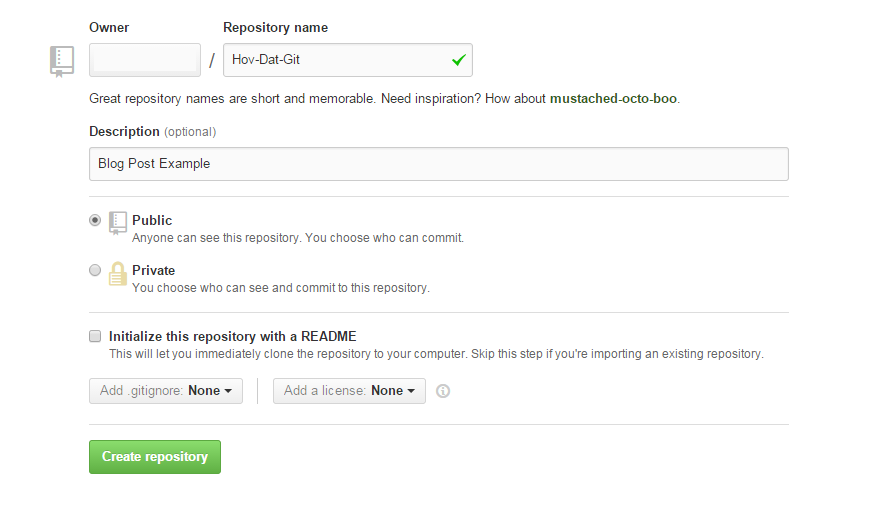 Owner Repository name
/ Hov-Dat-Git
Great repository names are short and memorable. Need inspiration? How about mustached-octo-boo.
Description (optional)
Blog Post Example
Public
Anyone can see this repository. You choose who can commit.
Private
You choose who can see and commit to this repository.
Initialize this repository with a README
This will let you immediately clone the repository to your computer. Skip this step if you're importing an existing repository.
Add .gitignore: None Add a license: None
Create repository